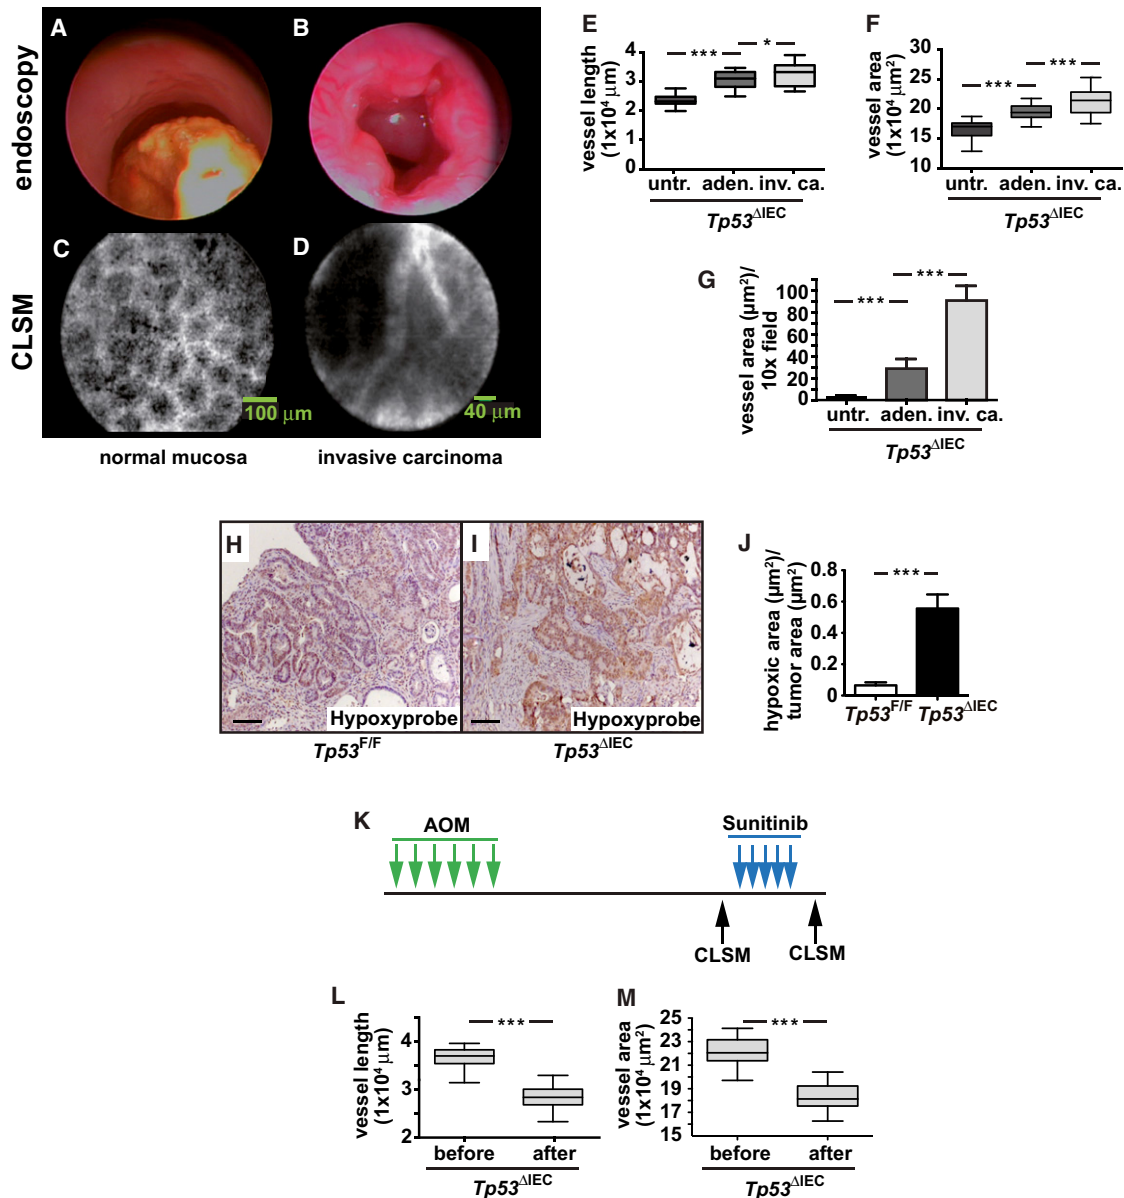 endoscopy
CLSM
A
B
C
D
100 μm
40 μm
normal mucosa
invasive carcinoma
E
vessel length
(1x10⁴ μm)
4
3
2
1
0
***
*
untr. aden. inv. ca.
Tp53ΔIEC
F
vessel area
(1x10⁴ μm²)
30
25
20
15
10
***
***
untr. aden. inv. ca.
Tp53ΔIEC
G
vessel area (μm²)/
10x field
100
80
60
40
20
0
***
***
untr. aden. inv. ca.
Tp53ΔIEC
H
Hypoxyprobe
Tp53F/F
I
Hypoxyprobe
Tp53ΔIEC
J
hypoxic area (μm²)/
tumor area (μm²)
0.8
0.6
0.4
0.2
0
***
Tp53F/F
Tp53ΔIEC
K
AOM
Sunitinib
CLSM
CLSM
L
vessel length
(1x10⁴ μm)
4
3
2
***
before after
Tp53ΔIEC
M
vessel area
(1x10⁴ μm²)
25
23
21
19
18
17
15
***
before after
Tp53ΔIEC